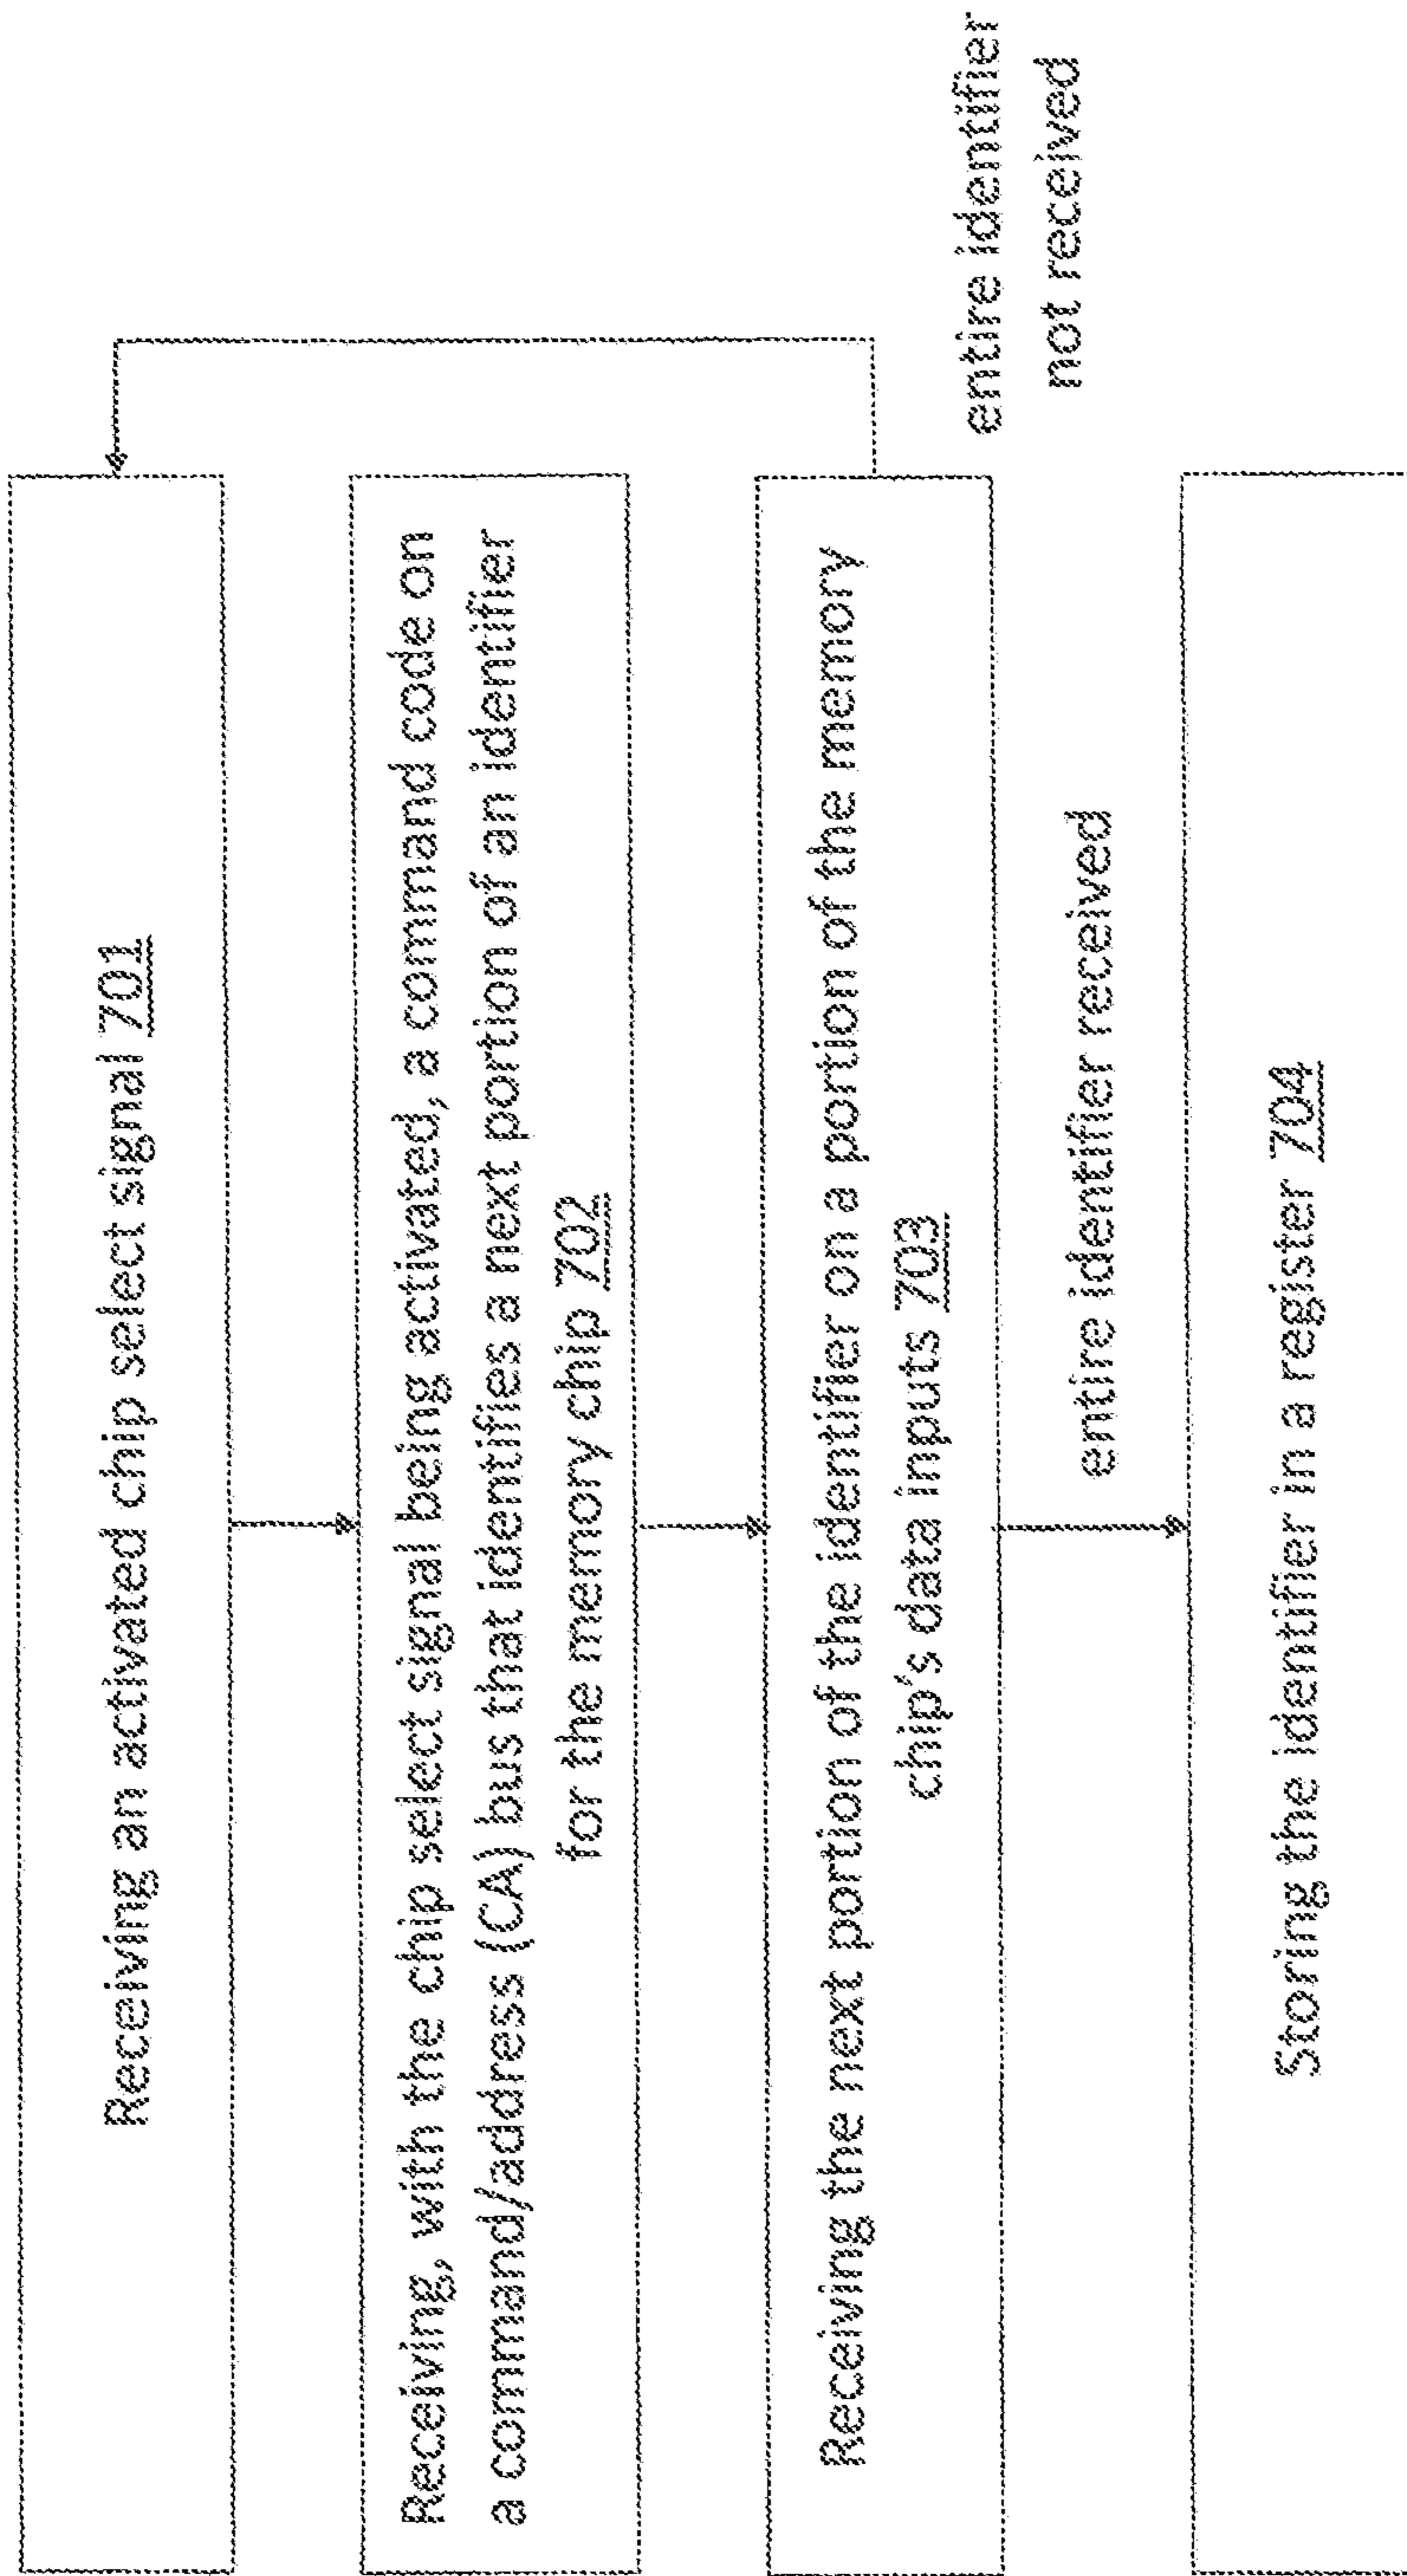 Receiving an activated chip select signal 701
Receiving, with the chip select signal being activated, a command code on
a command/address (CA) bus that identifies a next portion of an identifier
for the memory chip 702
Receiving the next portion of the identifier on a portion of the memory
chip's data inputs 703
entire identifier
not received
entire identifier received
Storing the identifier in a register 704